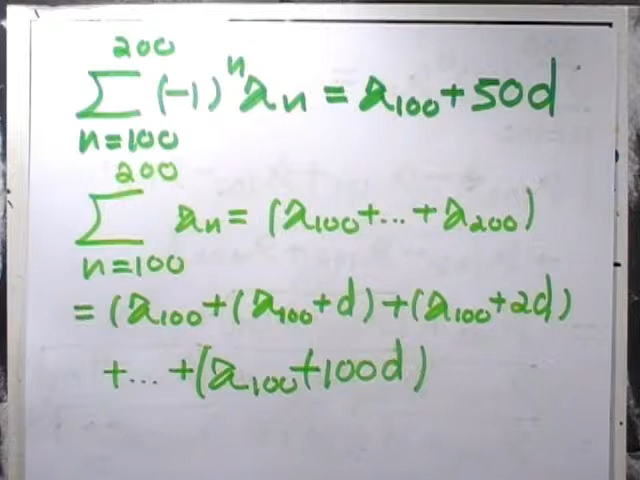 200
∑ (-1)ⁿ aₙ = a₁₀₀ + 50d
n=100
200
∑ aₙ = (a₁₀₀ + ... + a₂₀₀)
n=100
= (a₁₀₀ + (a₁₀₀ + d) + (a₁₀₀ + 2d)
+ ... + (a₁₀₀ + 100d)